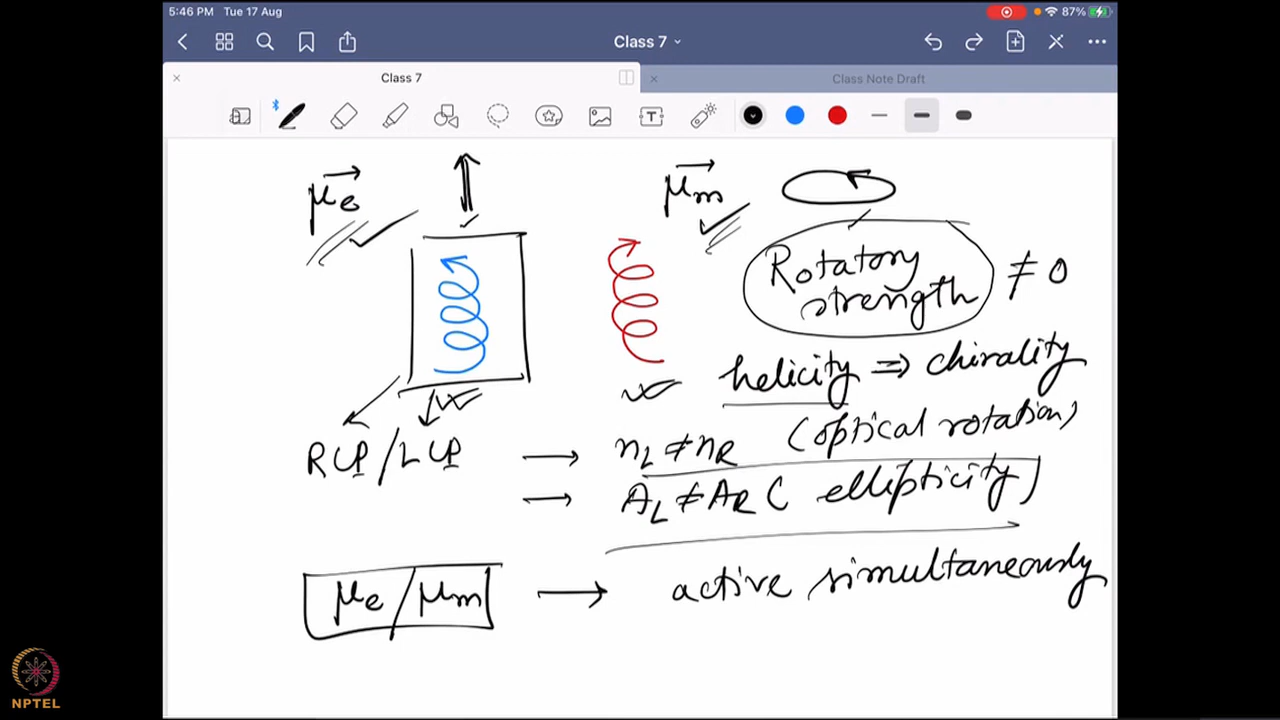 5:46 PM Tue 17 Aug
87%
Class 7
Class 7
Class Note Draft
T
μe
μm
Rotatory
strength ≠ 0
helicity ⇒ chirality
RCP/LCP → nL ≠ nR (optical rotation)
→ AL ≠ AR (ellipticity)
μe/μm → active simultaneously
NPTEL